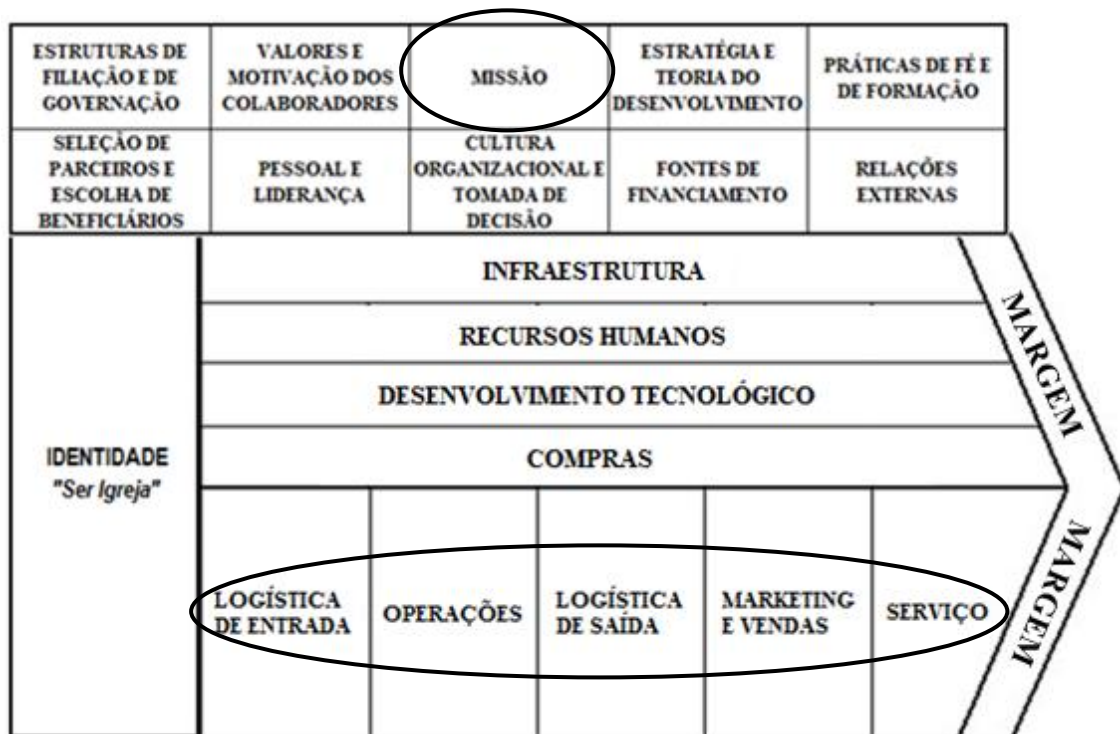 ESTRUTURAS DE
FILIAÇÃO E DE
GOVERNAÇÃO
VALORES E
MOTIVAÇÃO DOS
COLABORADORES
MISSÃO
ESTRATÉGIA E
TEORIA DO
DESENVOLVIMENTO
PRÁTICAS DE FÉ E
DE FORMAÇÃO
SELEÇÃO DE
PARCEIROS E
ESCOLHA DE
BENEFICIÁRIOS
PESSOAL E
LIDERANÇA
CULTURA
ORGANIZACIONAL E
TOMADA DE
DECISÃO
FONTES DE
FINANCIAMENTO
RELAÇÕES
EXTERNAS
INFRAESTRUTURA
RECURSOS HUMANOS
DESENVOLVIMENTO TECNOLÓGICO
COMPRAS
MARGEM
IDENTIDADE
"Ser Igreja"
LOGÍSTICA
DE ENTRADA
OPERAÇÕES
LOGÍSTICA
DE SAÍDA
MARKETING
E VENDAS
SERVIÇO
MARGEM